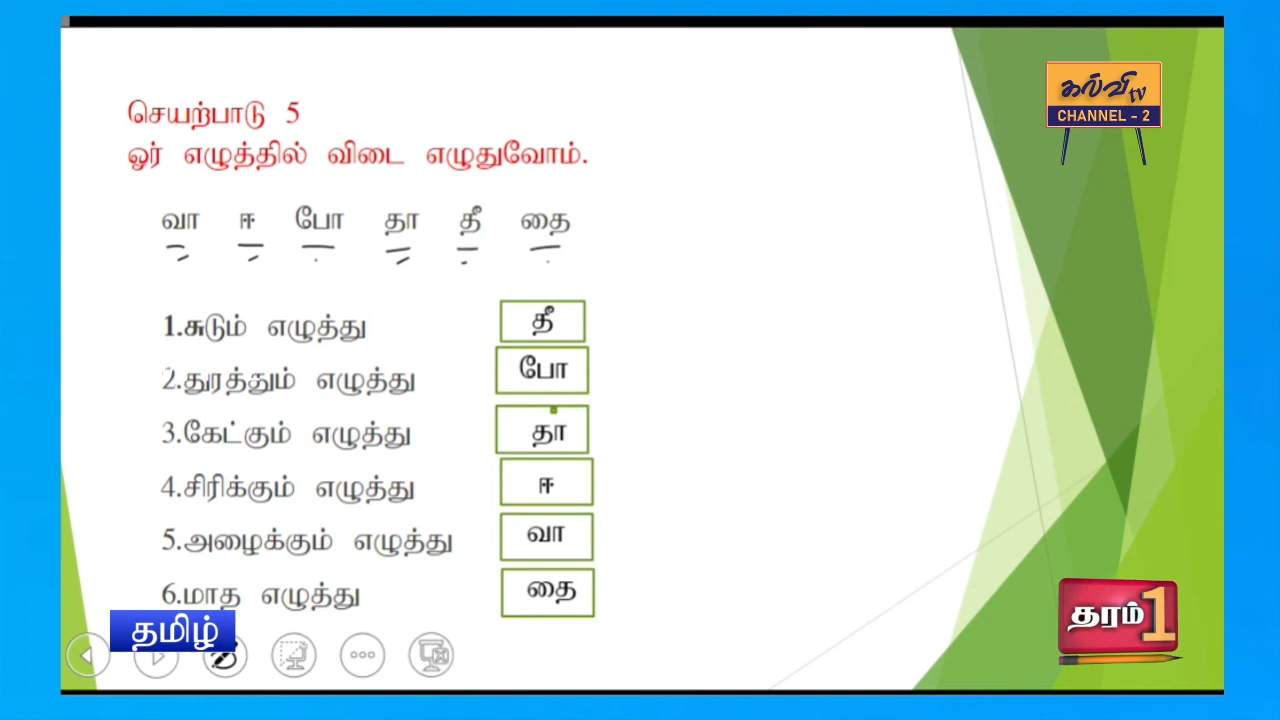 கல்வி tv
CHANNEL - 2
செயற்பாடு 5
ஓர் எழுத்தில் விடை எழுதுவோம்.
வா ஈ போ தா தீ தை
1.சுடும் எழுத்து தீ
2.துரத்தும் எழுத்து போ
3.கேட்கும் எழுத்து தா
4.சிரிக்கும் எழுத்து ஈ
5.அழைக்கும் எழுத்து வா
6.மாத எழுத்து தை
தமிழ்
தரம் 1